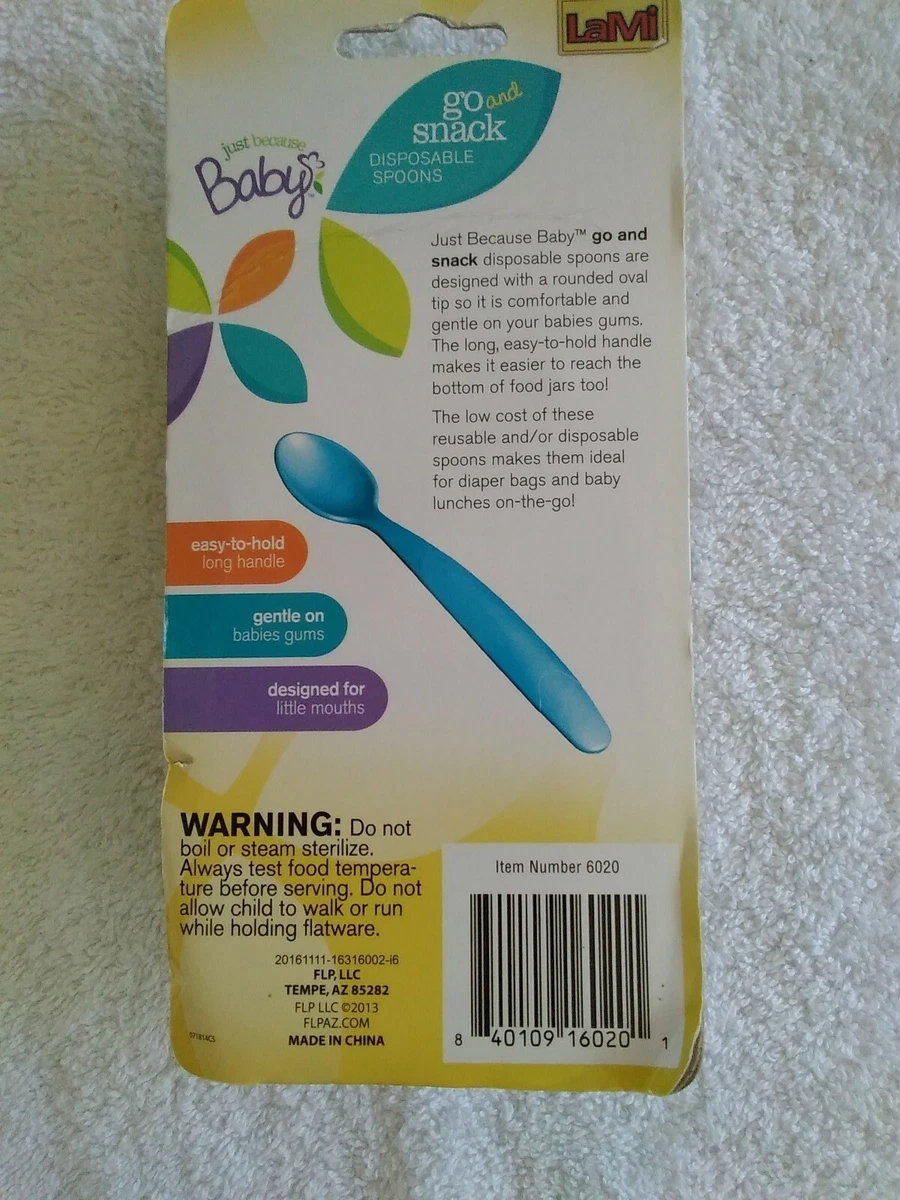 LaMi
go and
snack
DISPOSABLE
SPOONS
just because
Baby™
Just Because Baby™ go and
snack disposable spoons are
designed with a rounded oval
tip so it is comfortable and
gentle on your babies gums.
The long, easy-to-hold handle
makes it easier to reach the
bottom of food jars too!
The low cost of these
reusable and/or disposable
spoons makes them ideal
for diaper bags and baby
lunches on-the-go!
easy-to-hold
long handle
gentle on
babies gums
designed for
little mouths
WARNING: Do not
boil or steam sterilize.
Always test food tempera-
ture before serving. Do not
allow child to walk or run
while holding flatware.
20161111-16316002-i6
FLP, LLC
TEMPE, AZ 85282
FLP LLC ©2013
FLPAZ.COM
MADE IN CHINA
071814CS
Item Number 6020
8 40109 16020 1